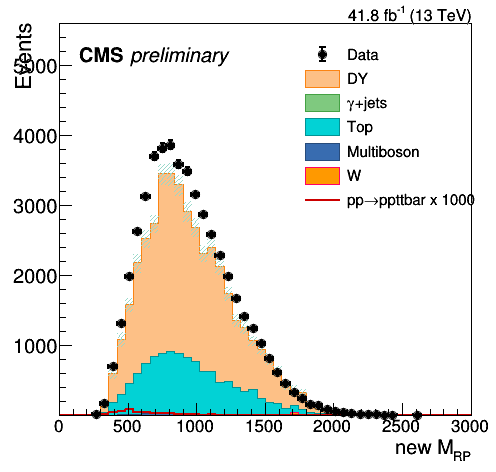 41.8 fb⁻¹ (13 TeV)
Events
CMS preliminary
Data
DY
γ+jets
Top
Multiboson
W
pp→ppttbar x 1000
5000
4000
3000
2000
1000
0 500 1000 1500 2000 2500 3000
new M_RP